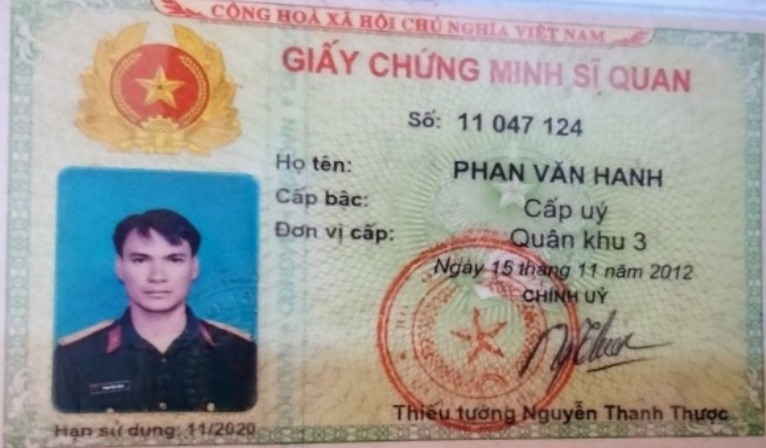 CỘNG HOÀ XÃ HỘI CHỦ NGHĨA VIỆT NAM
GIẤY CHỨNG MINH SĨ QUAN
Số: 11 047 124
Họ tên: PHAN VĂN HANH
Cấp bậc: Cấp uý
Đơn vị cấp: Quân khu 3
Ngày 15 tháng 11 năm 2012
CHÍNH UỶ
Thiếu tướng Nguyễn Thanh Thược
Hạn sử dụng: 11/2020